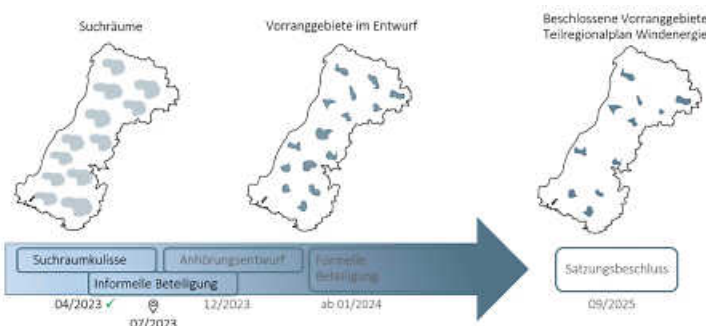 Suchräume
Vorranggebiete im Entwurf
Beschlossene Vorranggebiete
Teilregionalplan Windenergie
Suchraumkulisse
Anhörungsentwurf
Formelle
Beteiligung
Informelle Beteiligung
Satzungsbeschluss
04/2023 ✓
07/2023
12/2023
ab 01/2024
09/2025